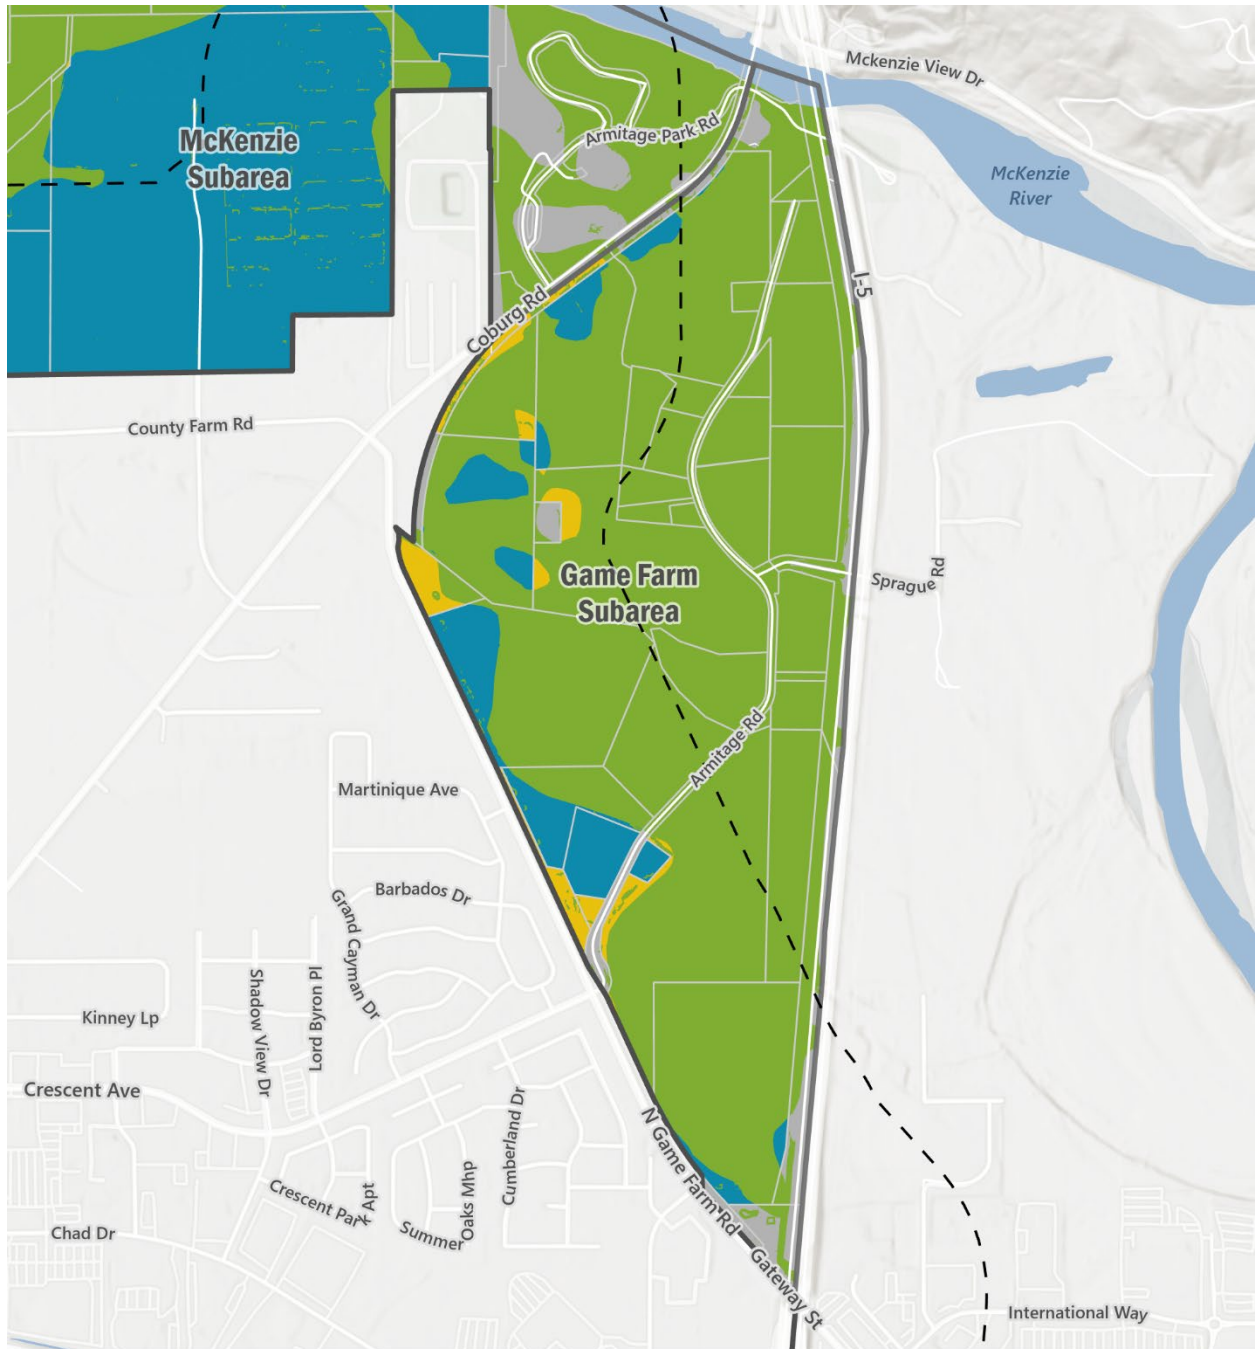 Mckenzie View Dr
Armitage Park Rd
McKenzie
Subarea
McKenzie
River
I-5
Coburg Rd
County Farm Rd
Game Farm
Subarea
Sprague Rd
Armitage Rd
Martinique Ave
Barbados Dr
Grand Cayman Dr
Shadow View Dr
Lord Byron Pl
Kinney Lp
Crescent Ave
Cumberland Dr
N Game Farm Rd
Crescent Park Apt
Summer Oaks Mhp
Chad Dr
Gateway St
International Way